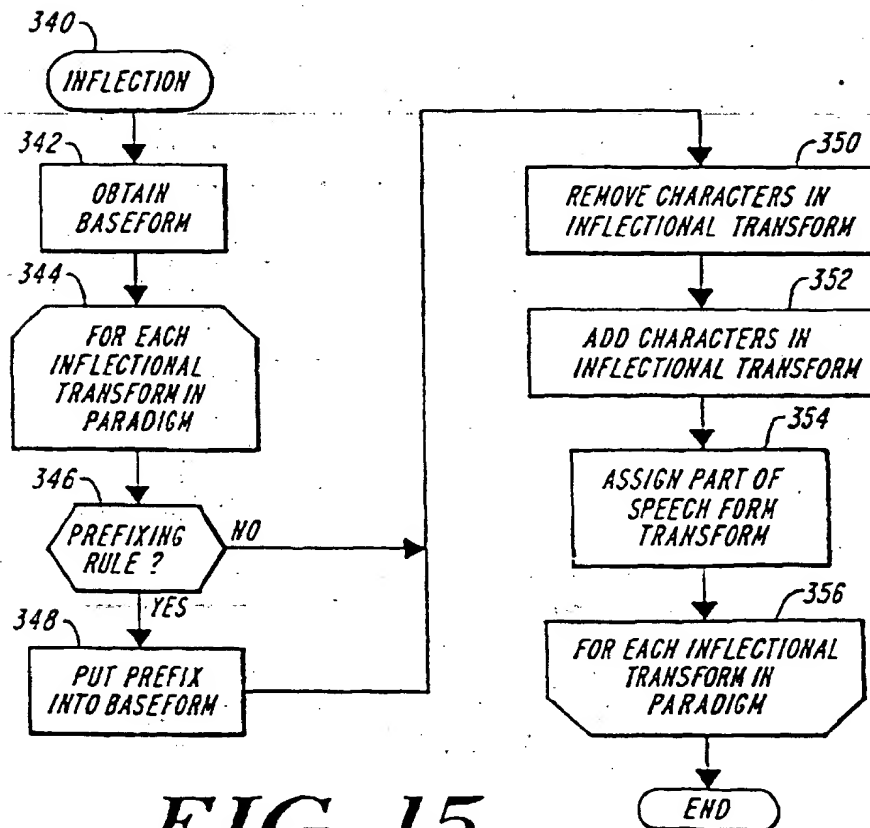 340
INFLECTION
342
OBTAIN
BASEFORM
344
FOR EACH
INFLECTIONAL
TRANSFORM IN
PARADIGM
346
PREFIXING
RULE ?
NO
YES
348
PUT PREFIX
INTO BASEFORM
350
REMOVE CHARACTERS IN
INFLECTIONAL TRANSFORM
352
ADD CHARACTERS IN
INFLECTIONAL TRANSFORM
354
ASSIGN PART OF
SPEECH FORM
TRANSFORM
356
FOR EACH INFLECTIONAL
TRANSFORM IN
PARADIGM
END
FIG. 15